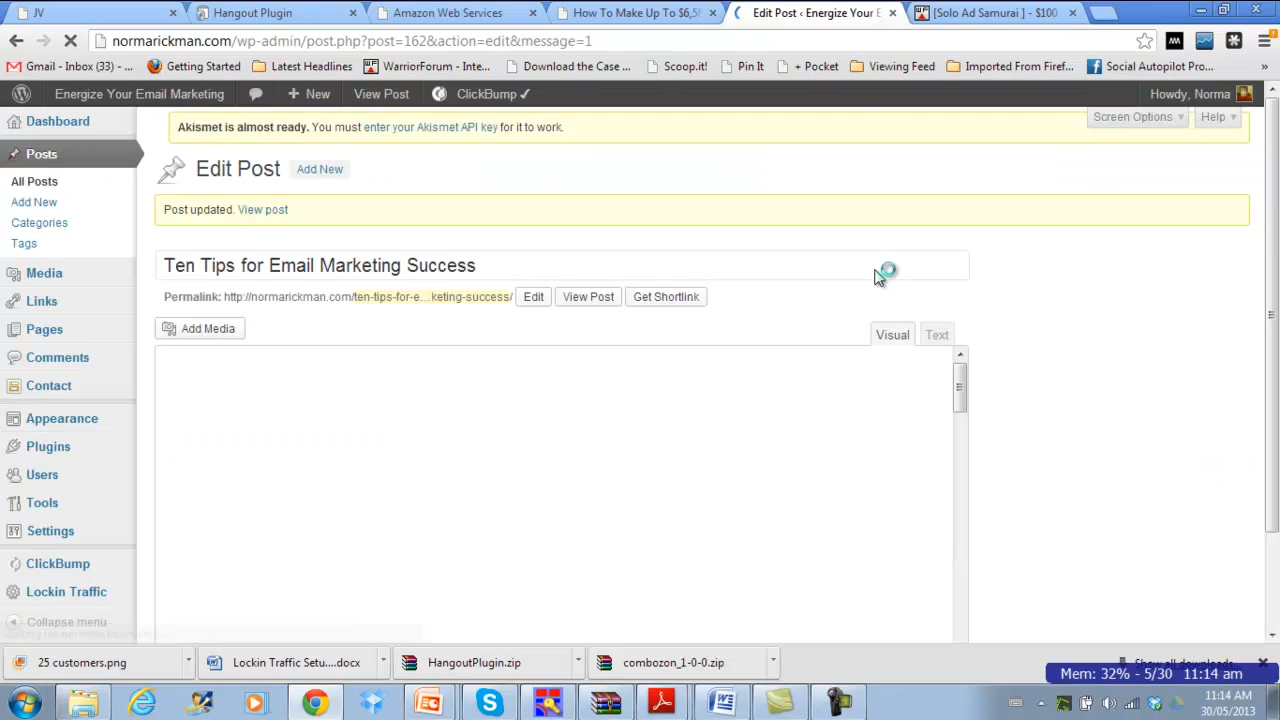 JV
Hangout Plugin
Amazon Web Services
How To Make Up To $6,5
Edit Post ‹ Energize Your E
[Solo Ad Samurai ] - $100
normarickman.com/wp-admin/post.php?post=162&action=edit&message=1
Gmail - Inbox (33) -...
Getting Started
Latest Headlines
WarriorForum - Inte...
Download the Case ...
Scoop.it!
Pin It
+ Pocket
Viewing Feed
Imported From Firef...
Social Autopilot Pro...
»
Energize Your Email Marketing
+ New
View Post
ClickBump ✓
Howdy, Norma
Dashboard
Posts
All Posts
Add New
Categories
Tags
Media
Links
Pages
Comments
Contact
Appearance
Plugins
Users
Tools
Settings
ClickBump
Lockin Traffic
Collapse menu
Akismet is almost ready. You must enter your Akismet API key for it to work.
Screen Options
Help
Edit Post
Add New
Post updated. View post
Ten Tips for Email Marketing Success
Permalink: http://normarickman.com/ten-tips-for-e...keting-success/
Edit
View Post
Get Shortlink
Add Media
Visual
Text
25 customers.png
Lockin Traffic Setu....docx
HangoutPlugin.zip
combozon_1-0-0.zip
Show all downloads...
Mem: 32% - 5/30 11:14 am
11:14 AM
30/05/2013